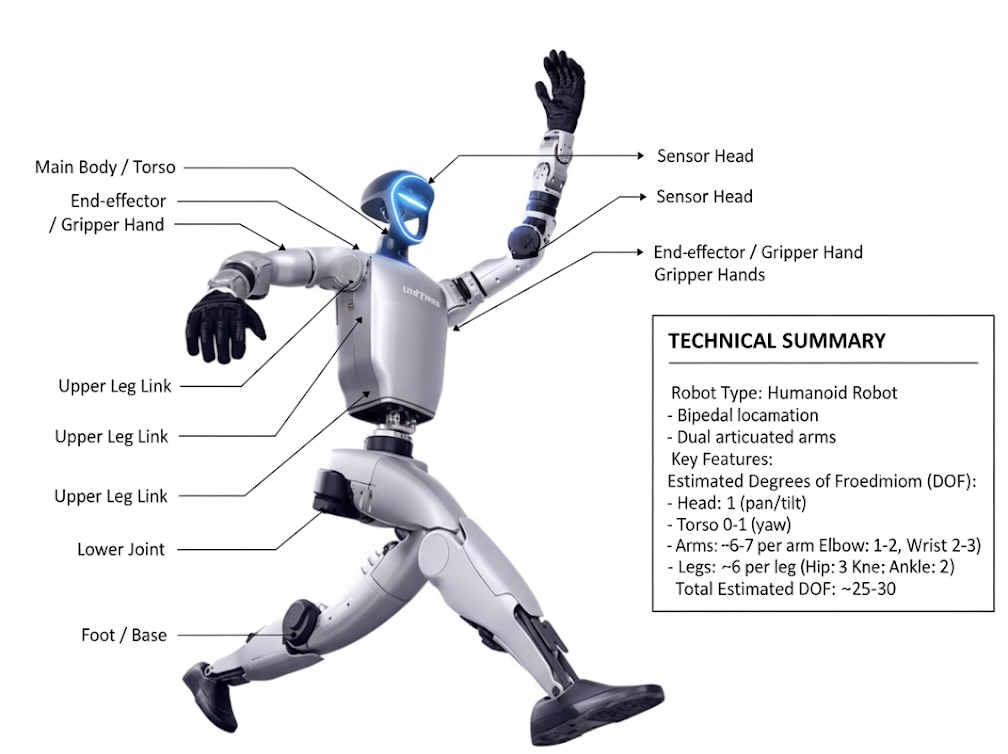 Main Body / Torso
End-effector
/ Gripper Hand
Upper Leg Link
Upper Leg Link
Upper Leg Link
Lower Joint
Foot / Base
Sensor Head
Sensor Head
End-effector / Gripper Hand
Gripper Hands
TECHNICAL SUMMARY
Robot Type: Humanoid Robot
- Bipedal locamation
- Dual articuated arms
Key Features:
Estimated Degrees of Froedmiom (DOF):
- Head: 1 (pan/tilt)
- Torso 0-1 (yaw)
- Arms: ~6-7 per arm Elbow: 1-2, Wrist 2-3)
- Legs: ~6 per leg (Hip: 3 Kne; Ankle: 2)
Total Estimated DOF: ~25-30